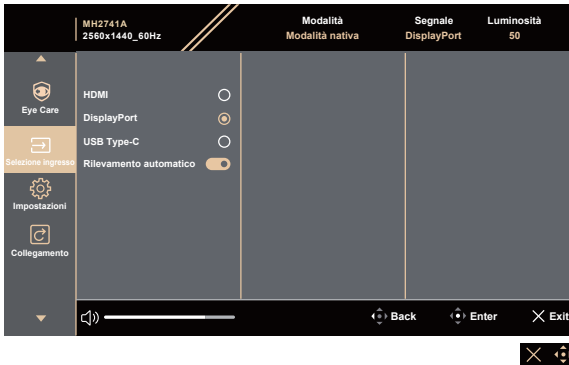 MH2741A
2560x1440_60Hz
Modalità
Modalità nativa
Segnale
DisplayPort
Luminosità
50
Eye Care
Selezione ingresso
Impostazioni
Collegamento
HDMI
DisplayPort
USB Type-C
Rilevamento automatico
Back
Enter
Exit